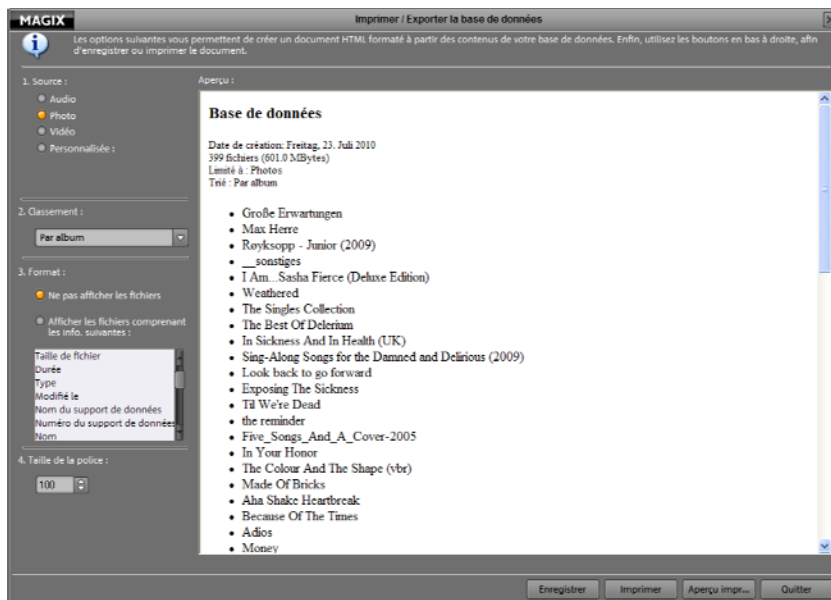 MAGIX
Imprimer / Exporter la base de données
Les options suivantes vous permettent de créer un document HTML formaté à partir des contenus de votre base de données. Enfin, utilisez les boutons en bas à droite, afin
d'enregistrer ou imprimer le document.
1. Source :
Audio
Photo
Vidéo
Personnalisée :
2. Classement :
Par album
3. Format :
Ne pas afficher les fichiers
Afficher les fichiers comprenant
les info. suivantes :
Taille de fichier
Durée
Type
Modifié le
Nom du support de données
Numéro du support de données
Nom
4. Taille de la police :
100
Aperçu :
Base de données
Date de création: Freitag, 23. Juli 2010
399 fichiers (601.0 MBytes)
Limité à : Photos
Trié : Par album
Große Erwartungen
Max Herre
Røyksopp - Junior (2009)
__sonstiges
I Am...Sasha Fierce (Deluxe Edition)
Weathered
The Singles Collection
The Best Of Delerium
In Sickness And In Health (UK)
Sing-Along Songs for the Damned and Delirious (2009)
Look back to go forward
Exposing The Sickness
Til We're Dead
the reminder
Five_Songs_And_A_Cover-2005
In Your Honor
The Colour And The Shape (vbr)
Made Of Bricks
Aha Shake Heartbreak
Because Of The Times
Adios
Money
Enregistrer
Imprimer
Aperçu impr...
Quitter